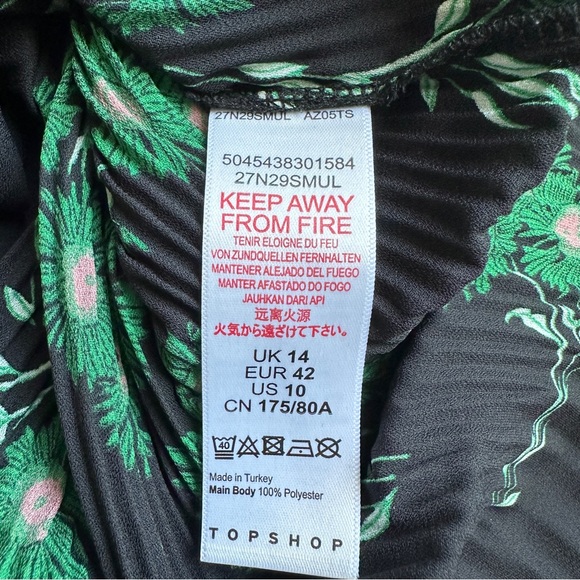 27N29SMUL AZ05TS
5045438301584
27N29SMUL
KEEP AWAY
FROM FIRE
TENIR ELOIGNE DU FEU
VON ZUNDQUELLEN FERNHALTEN
MANTENER ALEJADO DEL FUEGO
MANTER AFASTADO DO FOGO
JAUHKAN DARI API
远离火源
火気から遠ざけて下さい。
UK 14
EUR 42
US 10
CN 175/80A
40
Made in Turkey
Main Body 100% Polyester
TOPSHOP